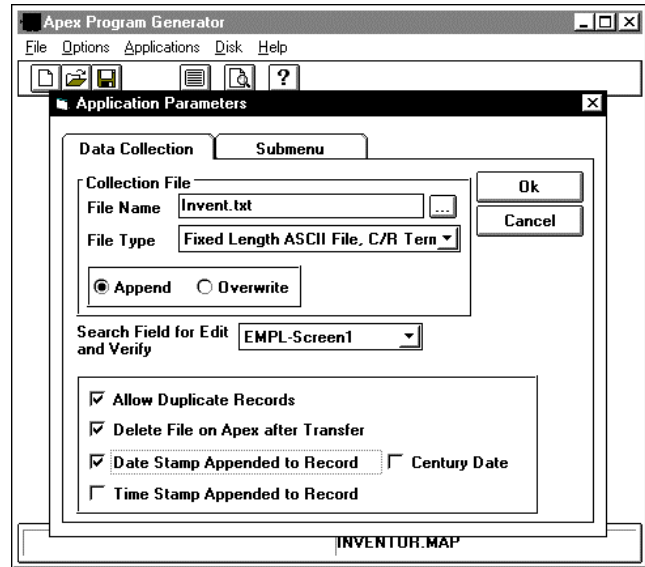 Apex Program Generator
File Options Applications Disk Help
?
Application Parameters
Data Collection Submenu
Collection File
File Name Invent.txt ...
File Type Fixed Length ASCII File, C/R Term
Append Overwrite
Ok
Cancel
Search Field for Edit
and Verify EMPL-Screen1
Allow Duplicate Records
Delete File on Apex after Transfer
Date Stamp Appended to Record Century Date
Time Stamp Appended to Record
INVENTOR.MAP